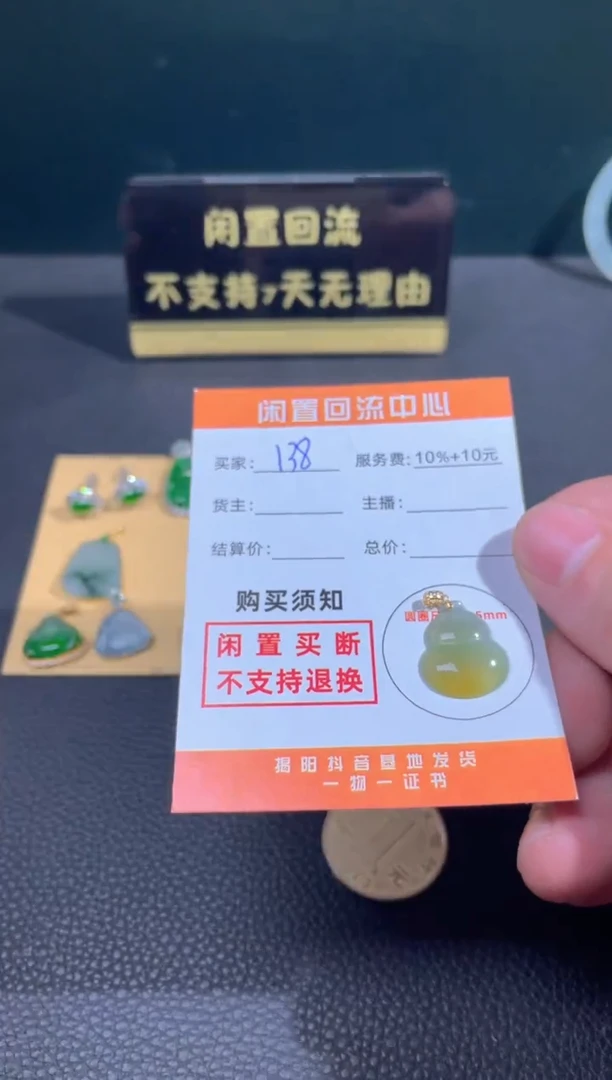 闲置回流
不支持7天无理由
闲置回流中心
买家: 138 服务费: 10%+10元
货主: 主播:
结算价: 总价:
购买须知
闲置买断
不支持退换
5mm
揭阳抖音基地发货
一物一证书